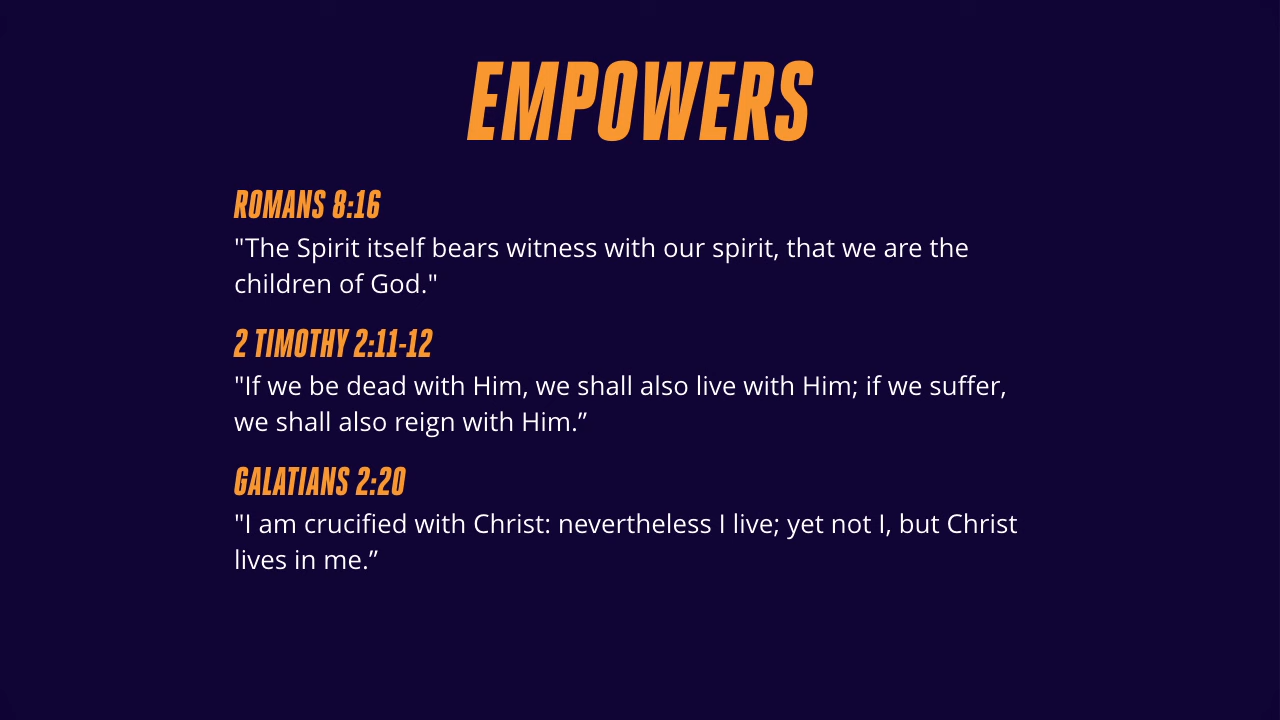 EMPOWERS
ROMANS 8:16
"The Spirit itself bears witness with our spirit, that we are the
children of God."
2 TIMOTHY 2:11-12
"If we be dead with Him, we shall also live with Him; if we suffer,
we shall also reign with Him.”
GALATIANS 2:20
"I am crucified with Christ: nevertheless I live; yet not I, but Christ
lives in me.”